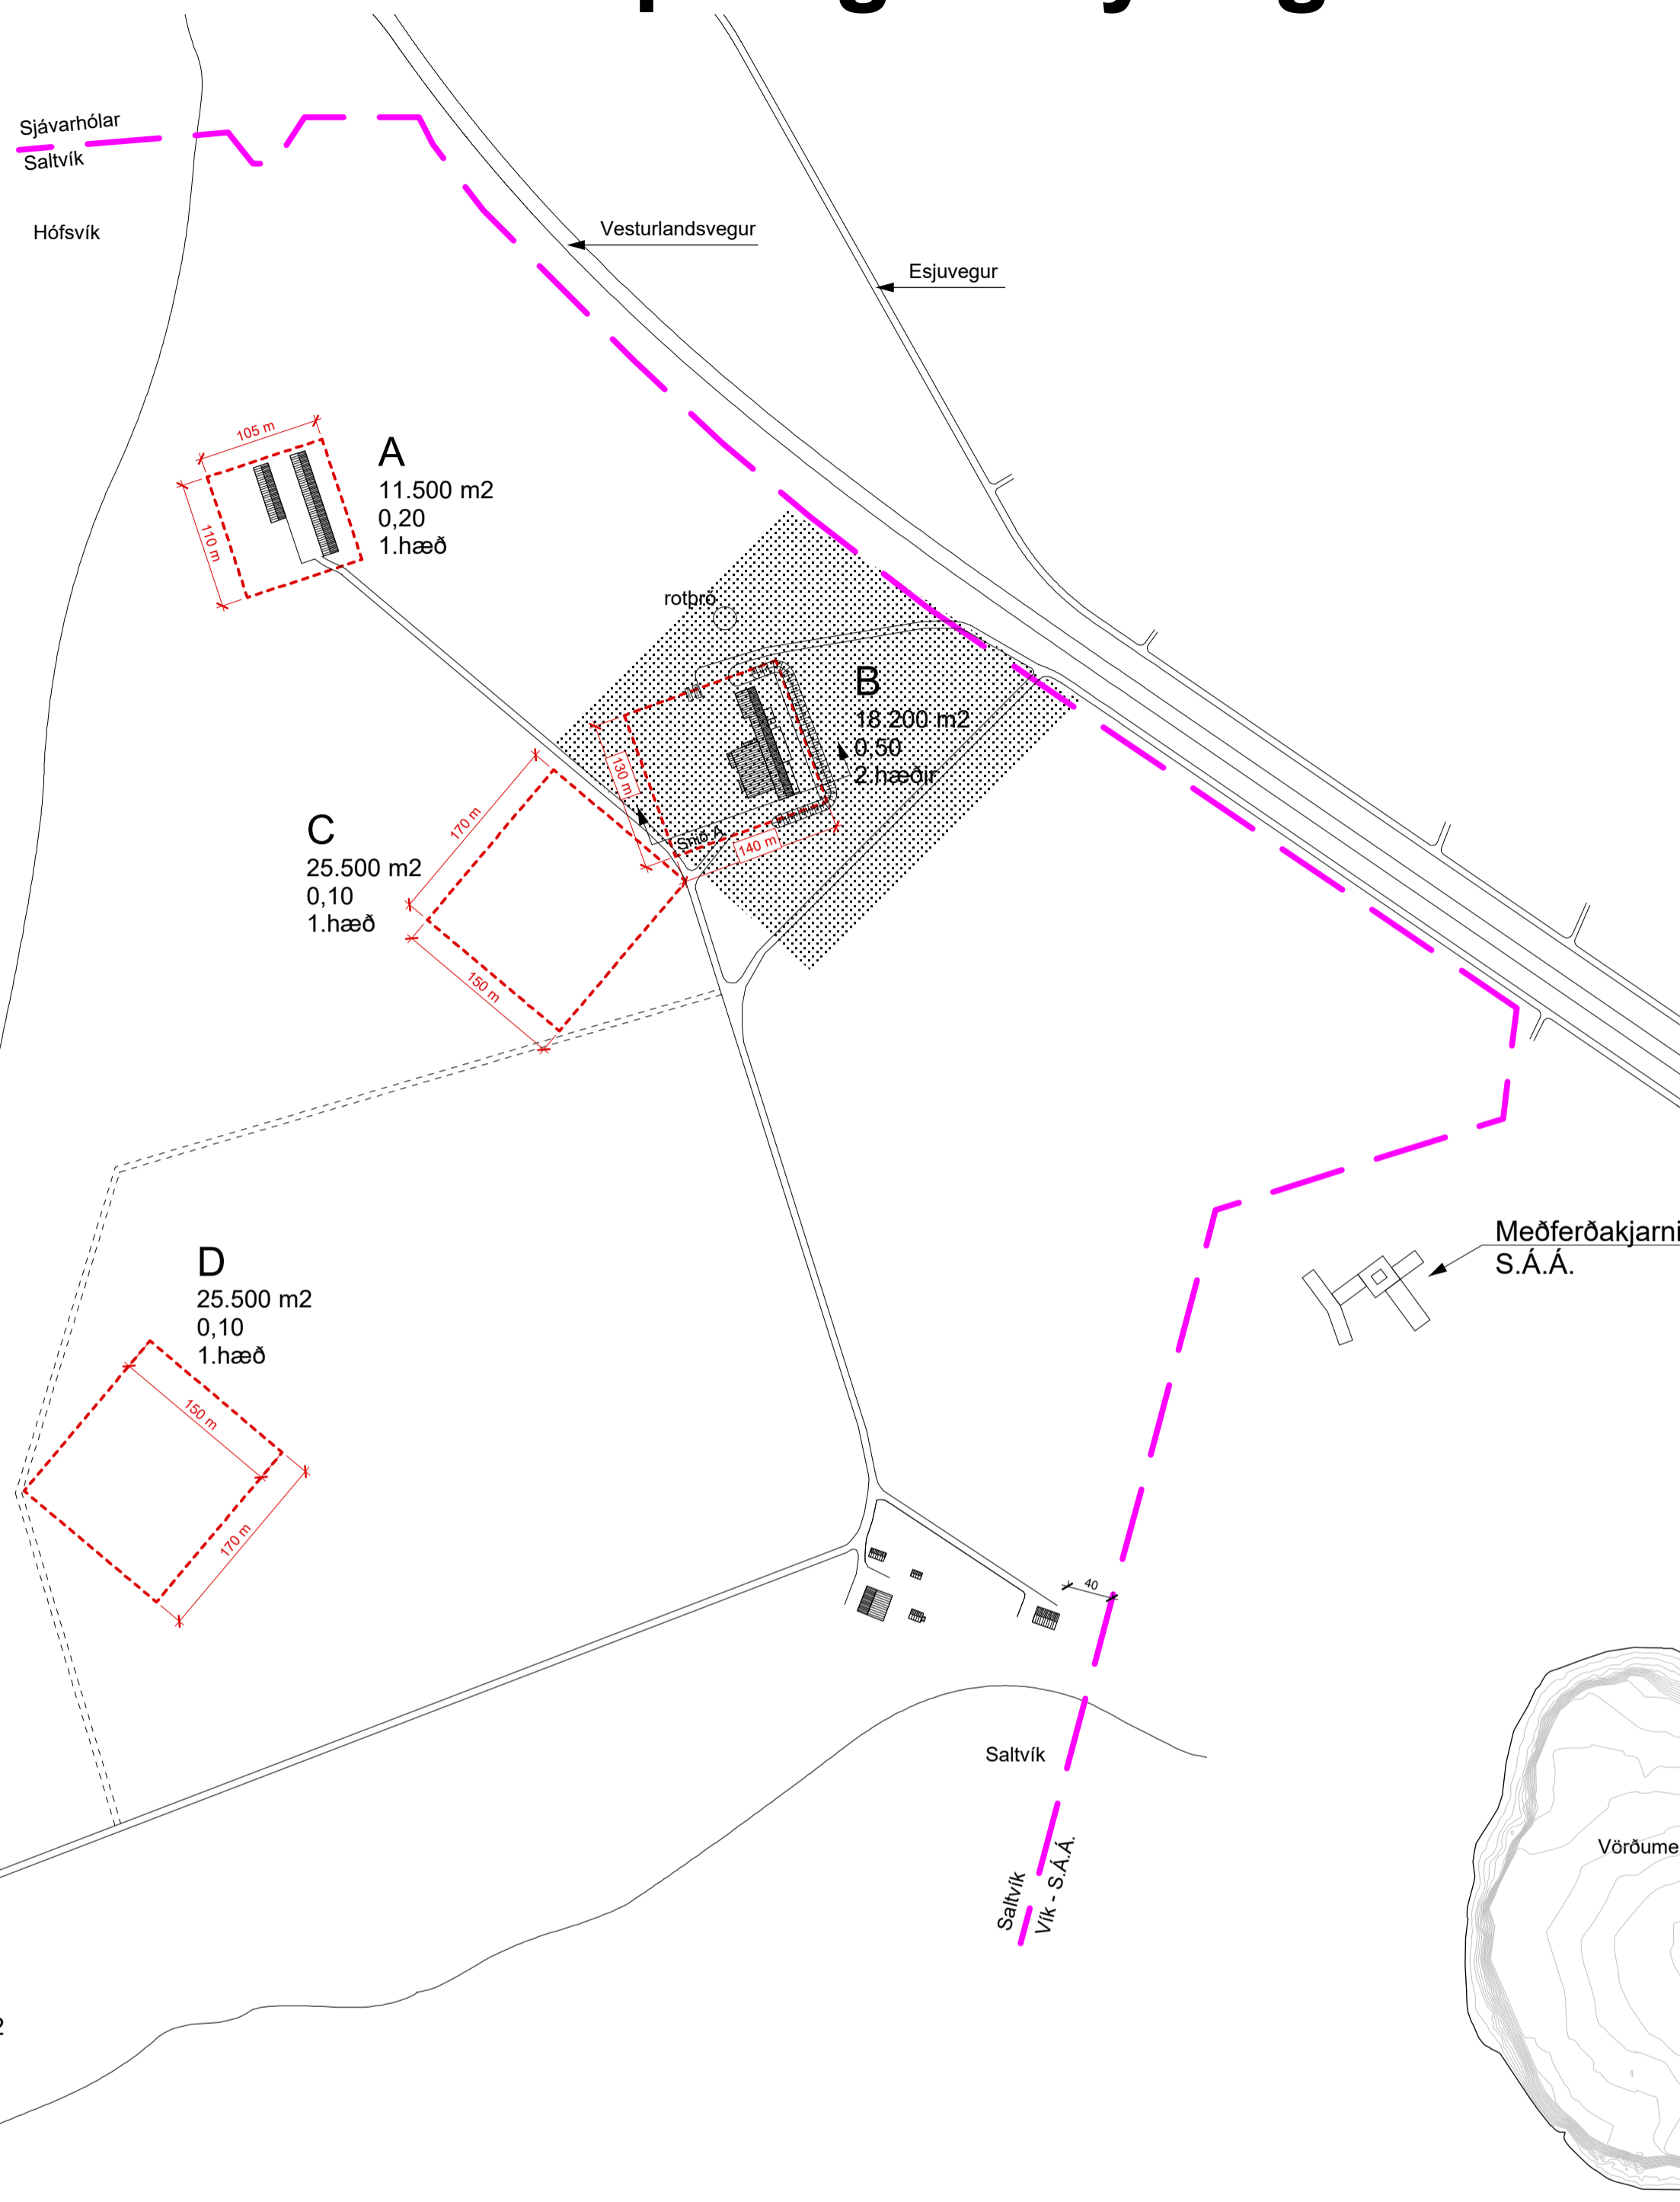 Sjávarhólar
Saltvík
Hófsvík
Vesturlandsvegur
Esjuvegur
105 m
110 m
A
11.500 m2
0,20
1.hæð
rotþró
B
18.200 m2
0.50
2.hæðir
130 m
140 m
Snið A
170 m
C
25.500 m2
0,10
1.hæð
150 m
D
25.500 m2
0,10
1.hæð
150 m
170 m
Meðferðakjarni
S.Á.Á.
40
Saltvík
Saltvík
Vík - S.Á.Á.
Vörðume